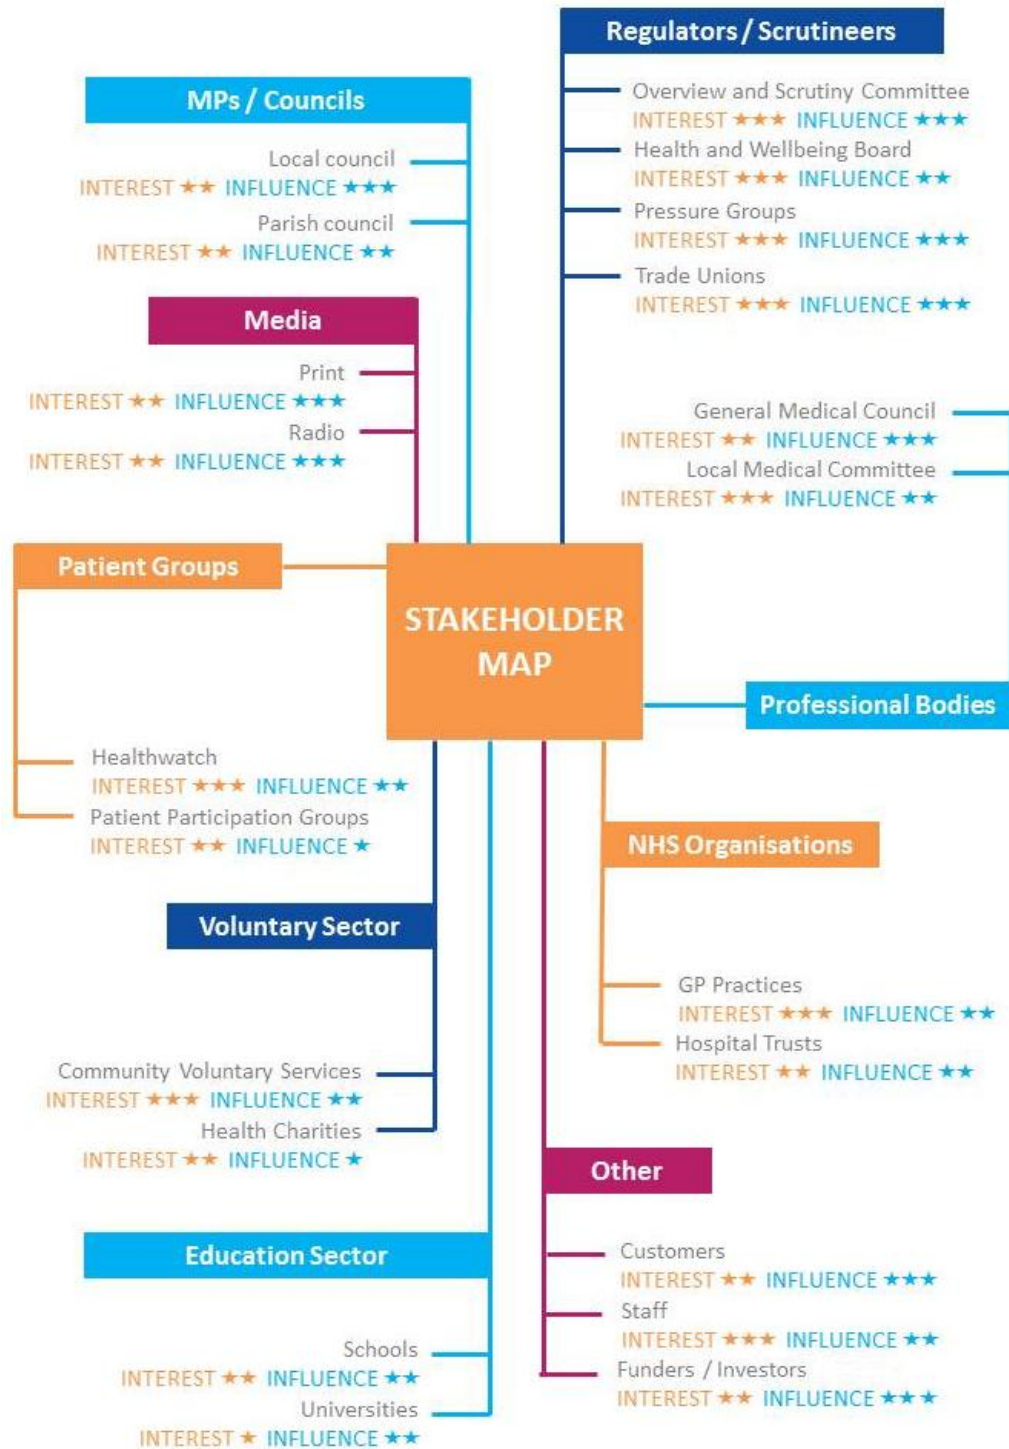 Regulators / Scrutineers
Overview and Scrutiny Committee
INTEREST ★★★ INFLUENCE ★★★
Health and Wellbeing Board
INTEREST ★★★ INFLUENCE ★★
Pressure Groups
INTEREST ★★★ INFLUENCE ★★★
Trade Unions
INTEREST ★★★ INFLUENCE ★★★
MPs / Councils
Local council
INTEREST ★★ INFLUENCE ★★★
Parish council
INTEREST ★★ INFLUENCE ★★
Media
Print
INTEREST ★★ INFLUENCE ★★★
Radio
INTEREST ★★ INFLUENCE ★★★
General Medical Council
INTEREST ★★ INFLUENCE ★★★
Local Medical Committee
INTEREST ★★★ INFLUENCE ★★
Professional Bodies
STAKEHOLDER
MAP
Patient Groups
Healthwatch
INTEREST ★★★ INFLUENCE ★★
Patient Participation Groups
INTEREST ★★ INFLUENCE ★
NHS Organisations
GP Practices
INTEREST ★★★ INFLUENCE ★★
Hospital Trusts
INTEREST ★★ INFLUENCE ★★
Voluntary Sector
Community Voluntary Services
INTEREST ★★★ INFLUENCE ★★
Health Charities
INTEREST ★★ INFLUENCE ★
Other
Customers
INTEREST ★★ INFLUENCE ★★★
Staff
INTEREST ★★★ INFLUENCE ★★
Funders / Investors
INTEREST ★★ INFLUENCE ★★★
Education Sector
Schools
INTEREST ★★ INFLUENCE ★★
Universities
INTEREST ★ INFLUENCE ★★